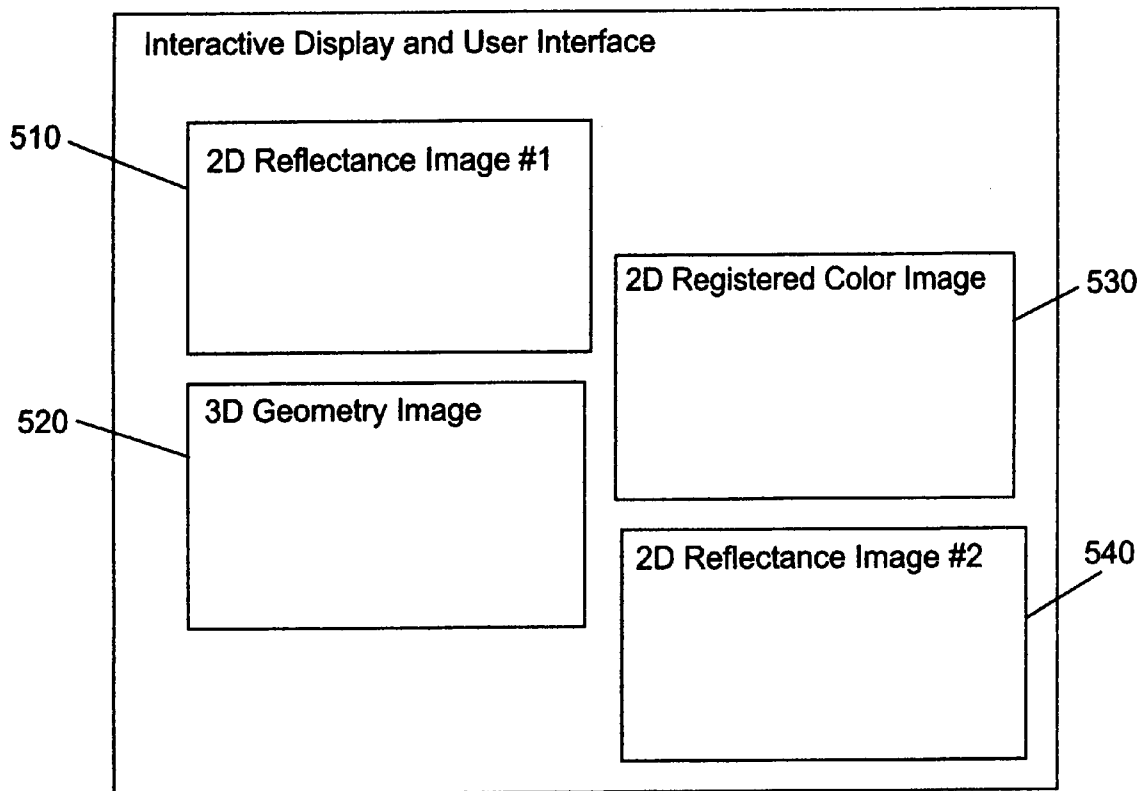 Interactive Display and User Interface
510
2D Reflectance Image #1
2D Registered Color Image
530
520
3D Geometry Image
2D Reflectance Image #2
540